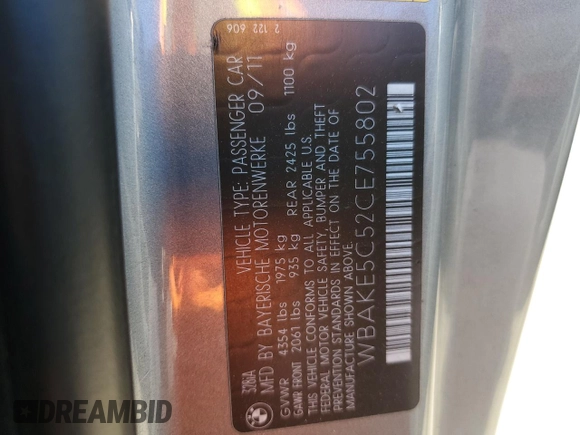 2 122 606
328iA
VEHICLE TYPE: PASSENGER CAR
MFD BY BAYERISCHE MOTORENWERKE 09/11
GVWR 4354 lbs 1975 kg
GAWR FRONT 2061 lbs 935 kg REAR 2425 lbs 1100 kg
THIS VEHICLE CONFORMS TO ALL APPLICABLE U.S.
FEDERAL MOTOR VEHICLE SAFETY, BUMPER AND THEFT
PREVENTION STANDARDS IN EFFECT ON THE DATE OF
MANUFACTURE SHOWN ABOVE.
WBAKE5C52CE755802
DREAMBID